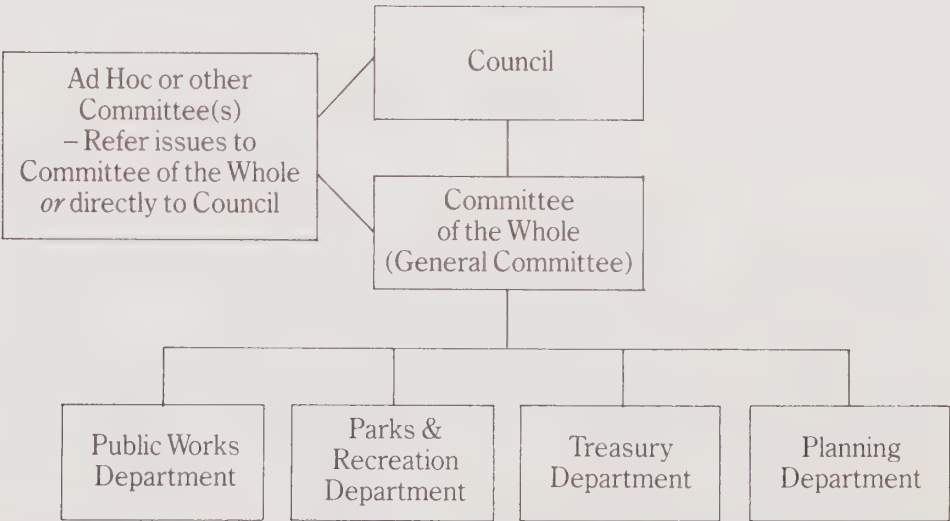 Council
Ad Hoc or other
Committee(s)
– Refer issues to
Committee of the Whole
or directly to Council
Committee
of the Whole
(General Committee)
Public Works
Department
Parks &
Recreation
Department
Treasury
Department
Planning
Department